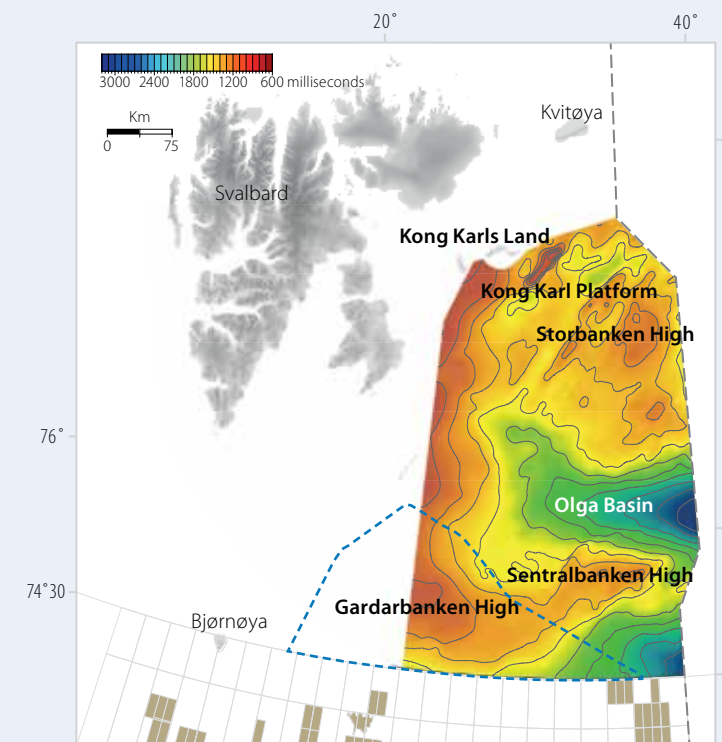 20° 40°
3000 2400 1800 1200 600 milliseconds
Km
0 75
Kvitøya
Svalbard
Kong Karls Land
Kong Karl Platform
Storbanken High
76°
Olga Basin
Sentralbanken High
74°30
Gardarbanken High
Bjørnøya